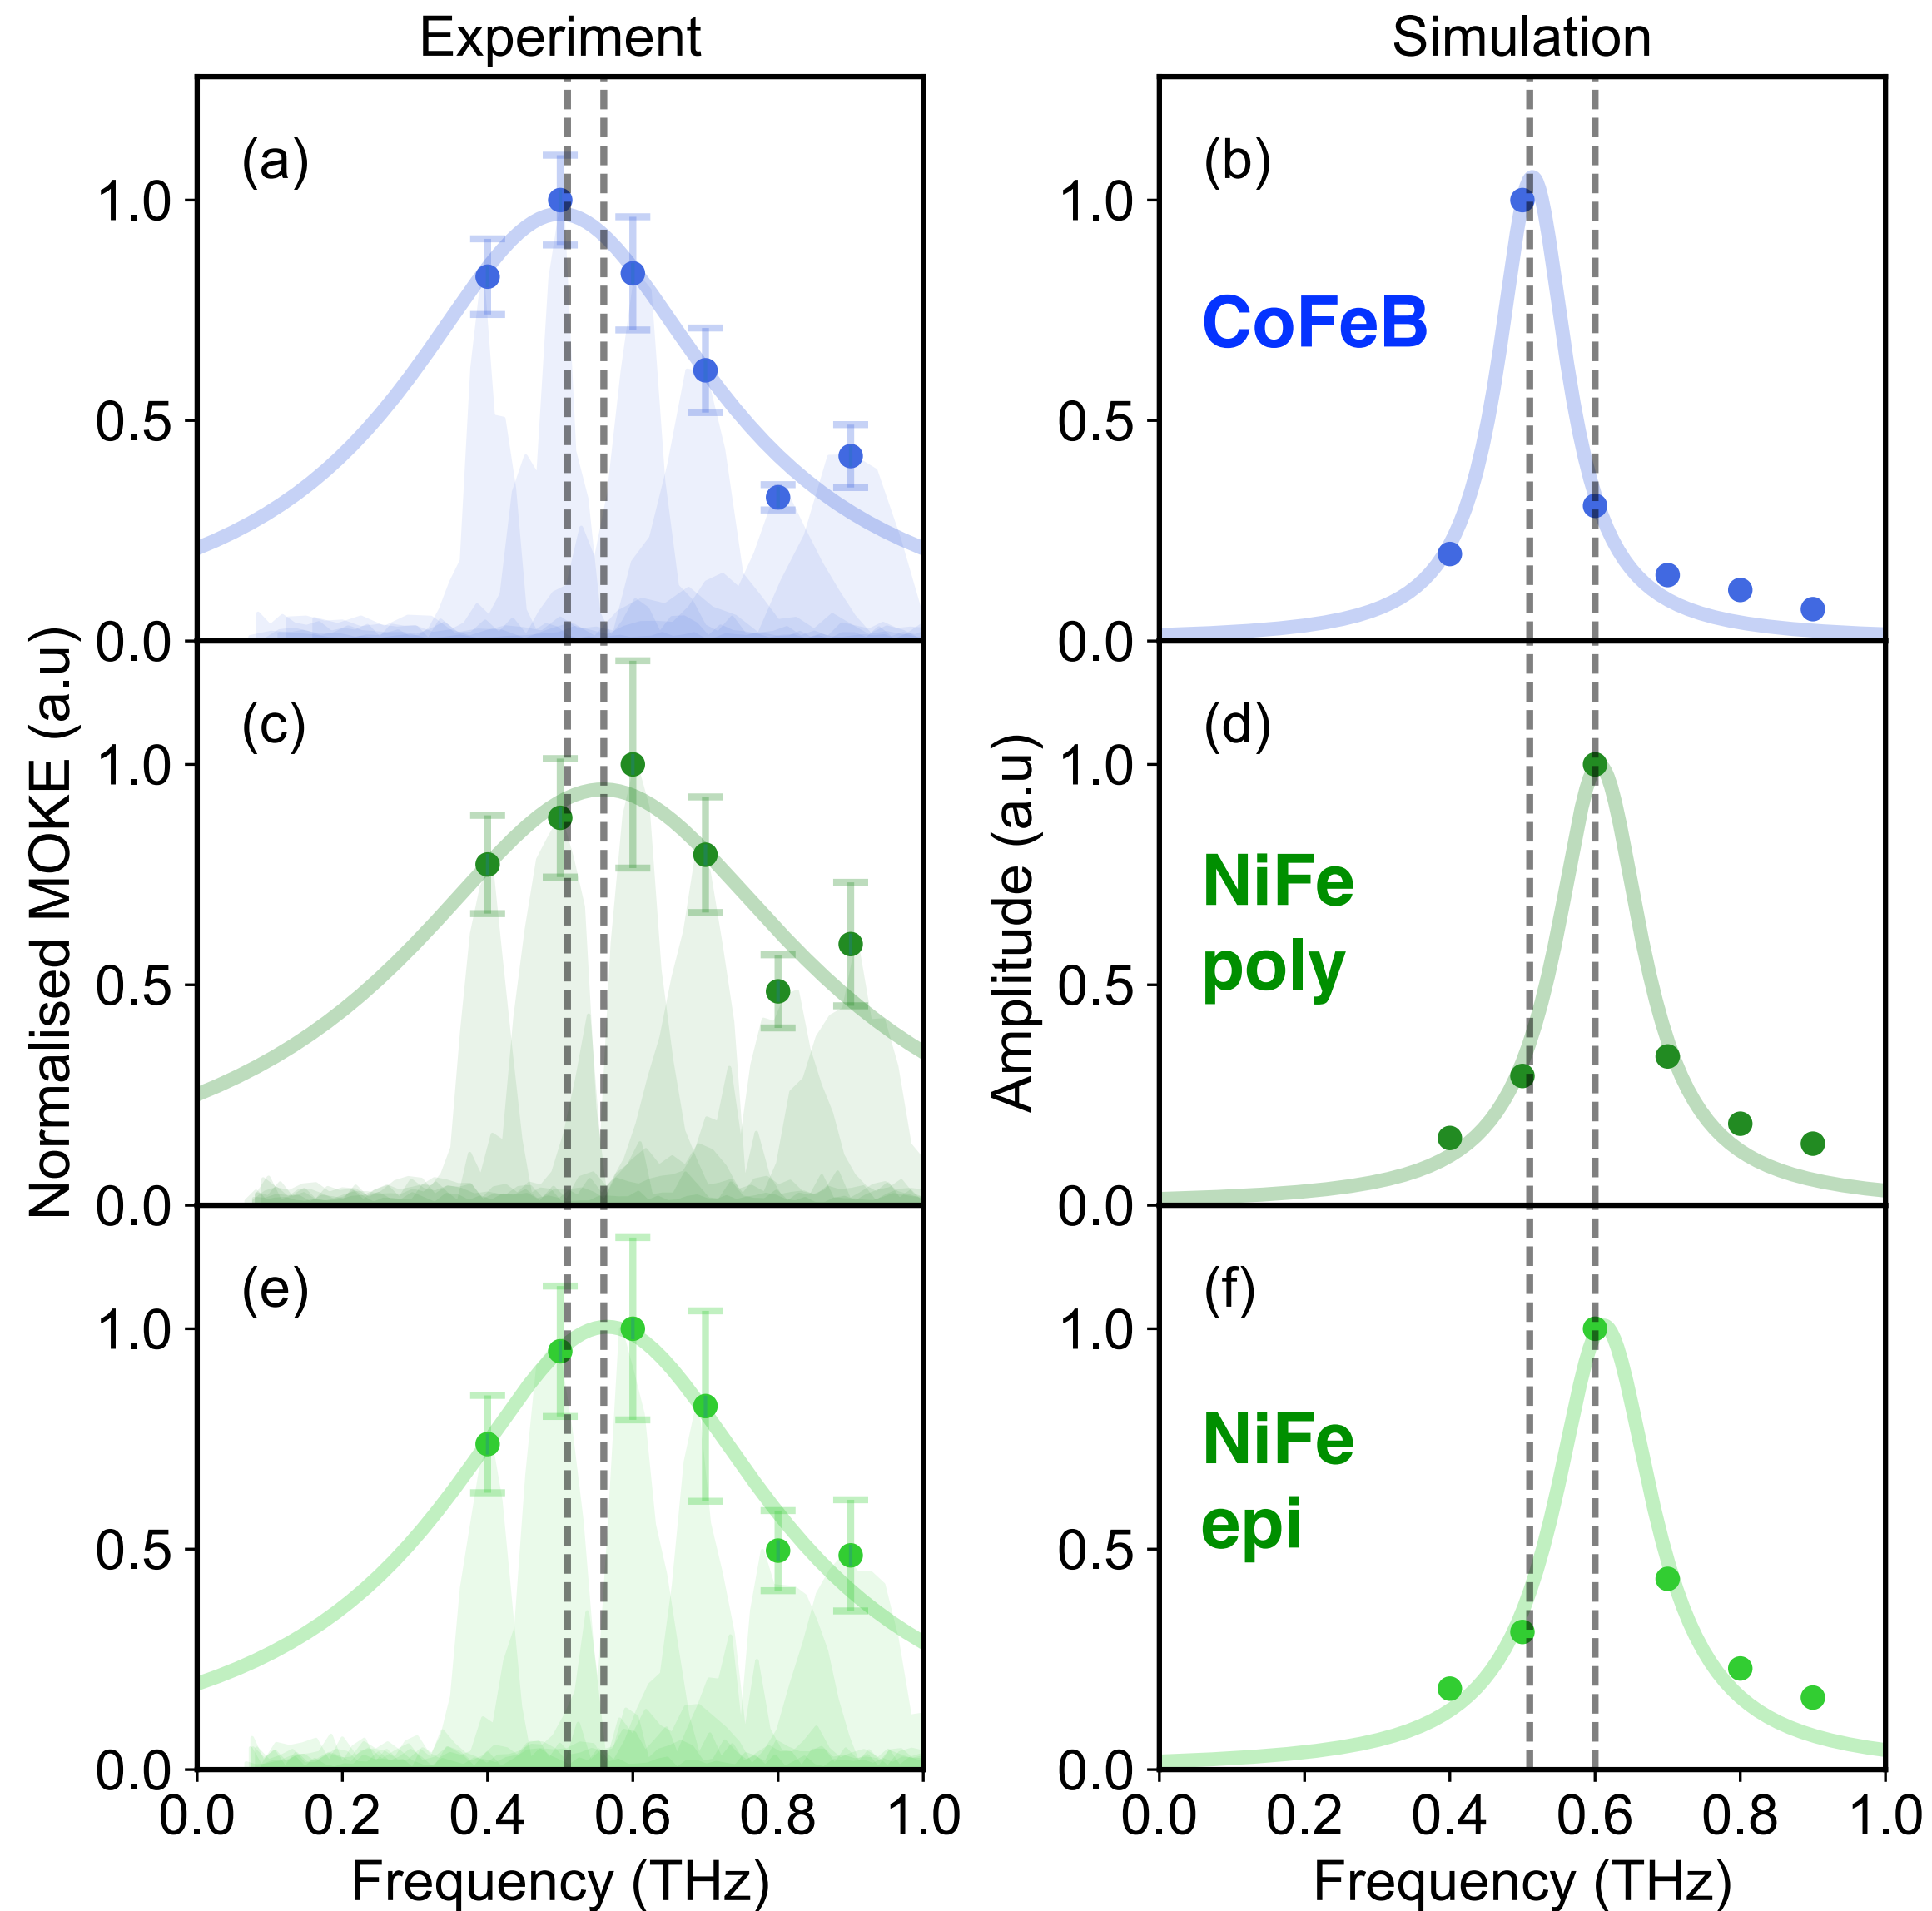 Experiment
Simulation
Normalised MOKE (a.u)
(a)
1.0
0.5
0.0
(c)
1.0
0.5
0.0
(e)
1.0
0.5
0.0
0.0 0.2 0.4 0.6 0.8 1.0
Frequency (THz)
Amplitude (a.u)
(b)
1.0
CoFeB
0.5
0.0
(d)
1.0
NiFe
poly
0.5
0.0
(f)
1.0
NiFe
epi
0.5
0.0
0.0 0.2 0.4 0.6 0.8 1.0
Frequency (THz)